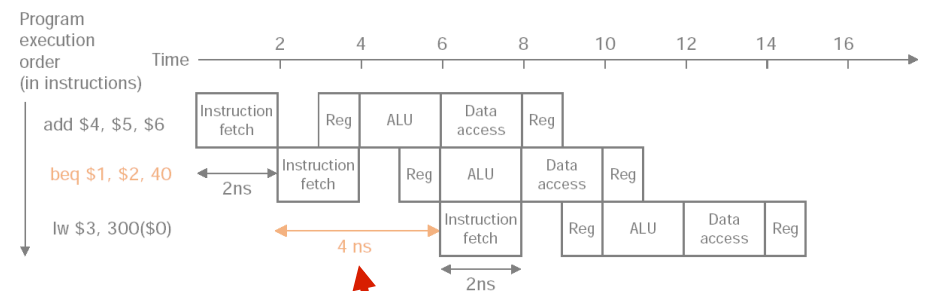 Program
execution
order
(in instructions)
Time
2 4 6 8 10 12 14 16
add $4, $5, $6
Instruction
fetch
Reg
ALU
Data
access
Reg
beq $1, $2, 40
2ns
Instruction
fetch
Reg
ALU
Data
access
Reg
lw $3, 300($0)
4 ns
Instruction
fetch
Reg
ALU
Data
access
Reg
2ns